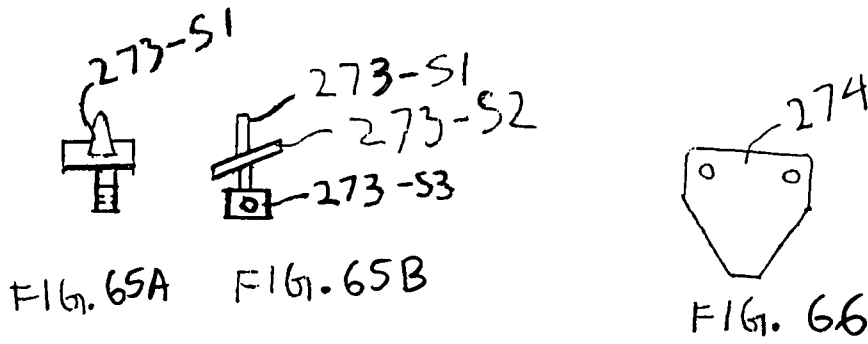 273-S1
273-S1
273-S2
273-S3
274
FIG. 65A
FIG. 65B
FIG. 66